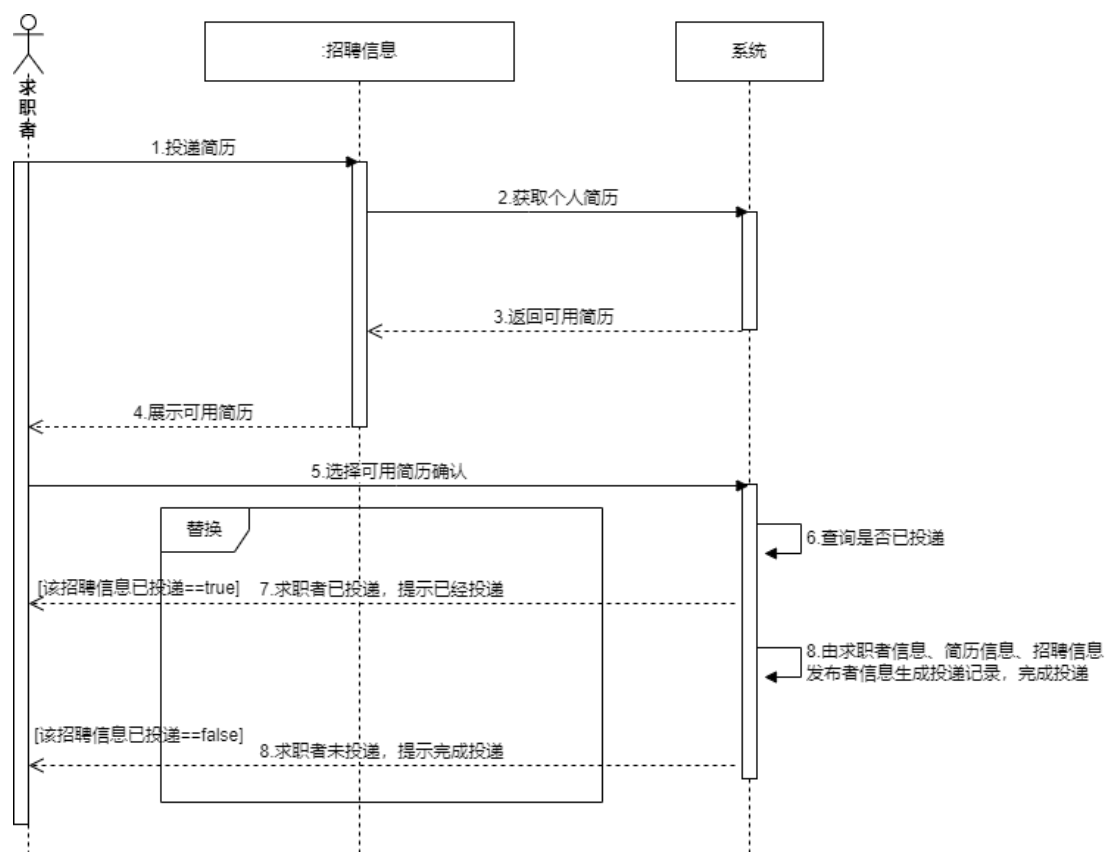 :招聘信息
系统
求
职
者
1.投递简历
2.获取个人简历
3.返回可用简历
4.展示可用简历
5.选择可用简历确认
替换
6.查询是否已投递
[该招聘信息已投递==true]
7.求职者已投递，提示已经投递
8.由求职者信息、简历信息、招聘信息
发布者信息生成投递记录，完成投递
[该招聘信息已投递==false]
8.求职者未投递，提示完成投递